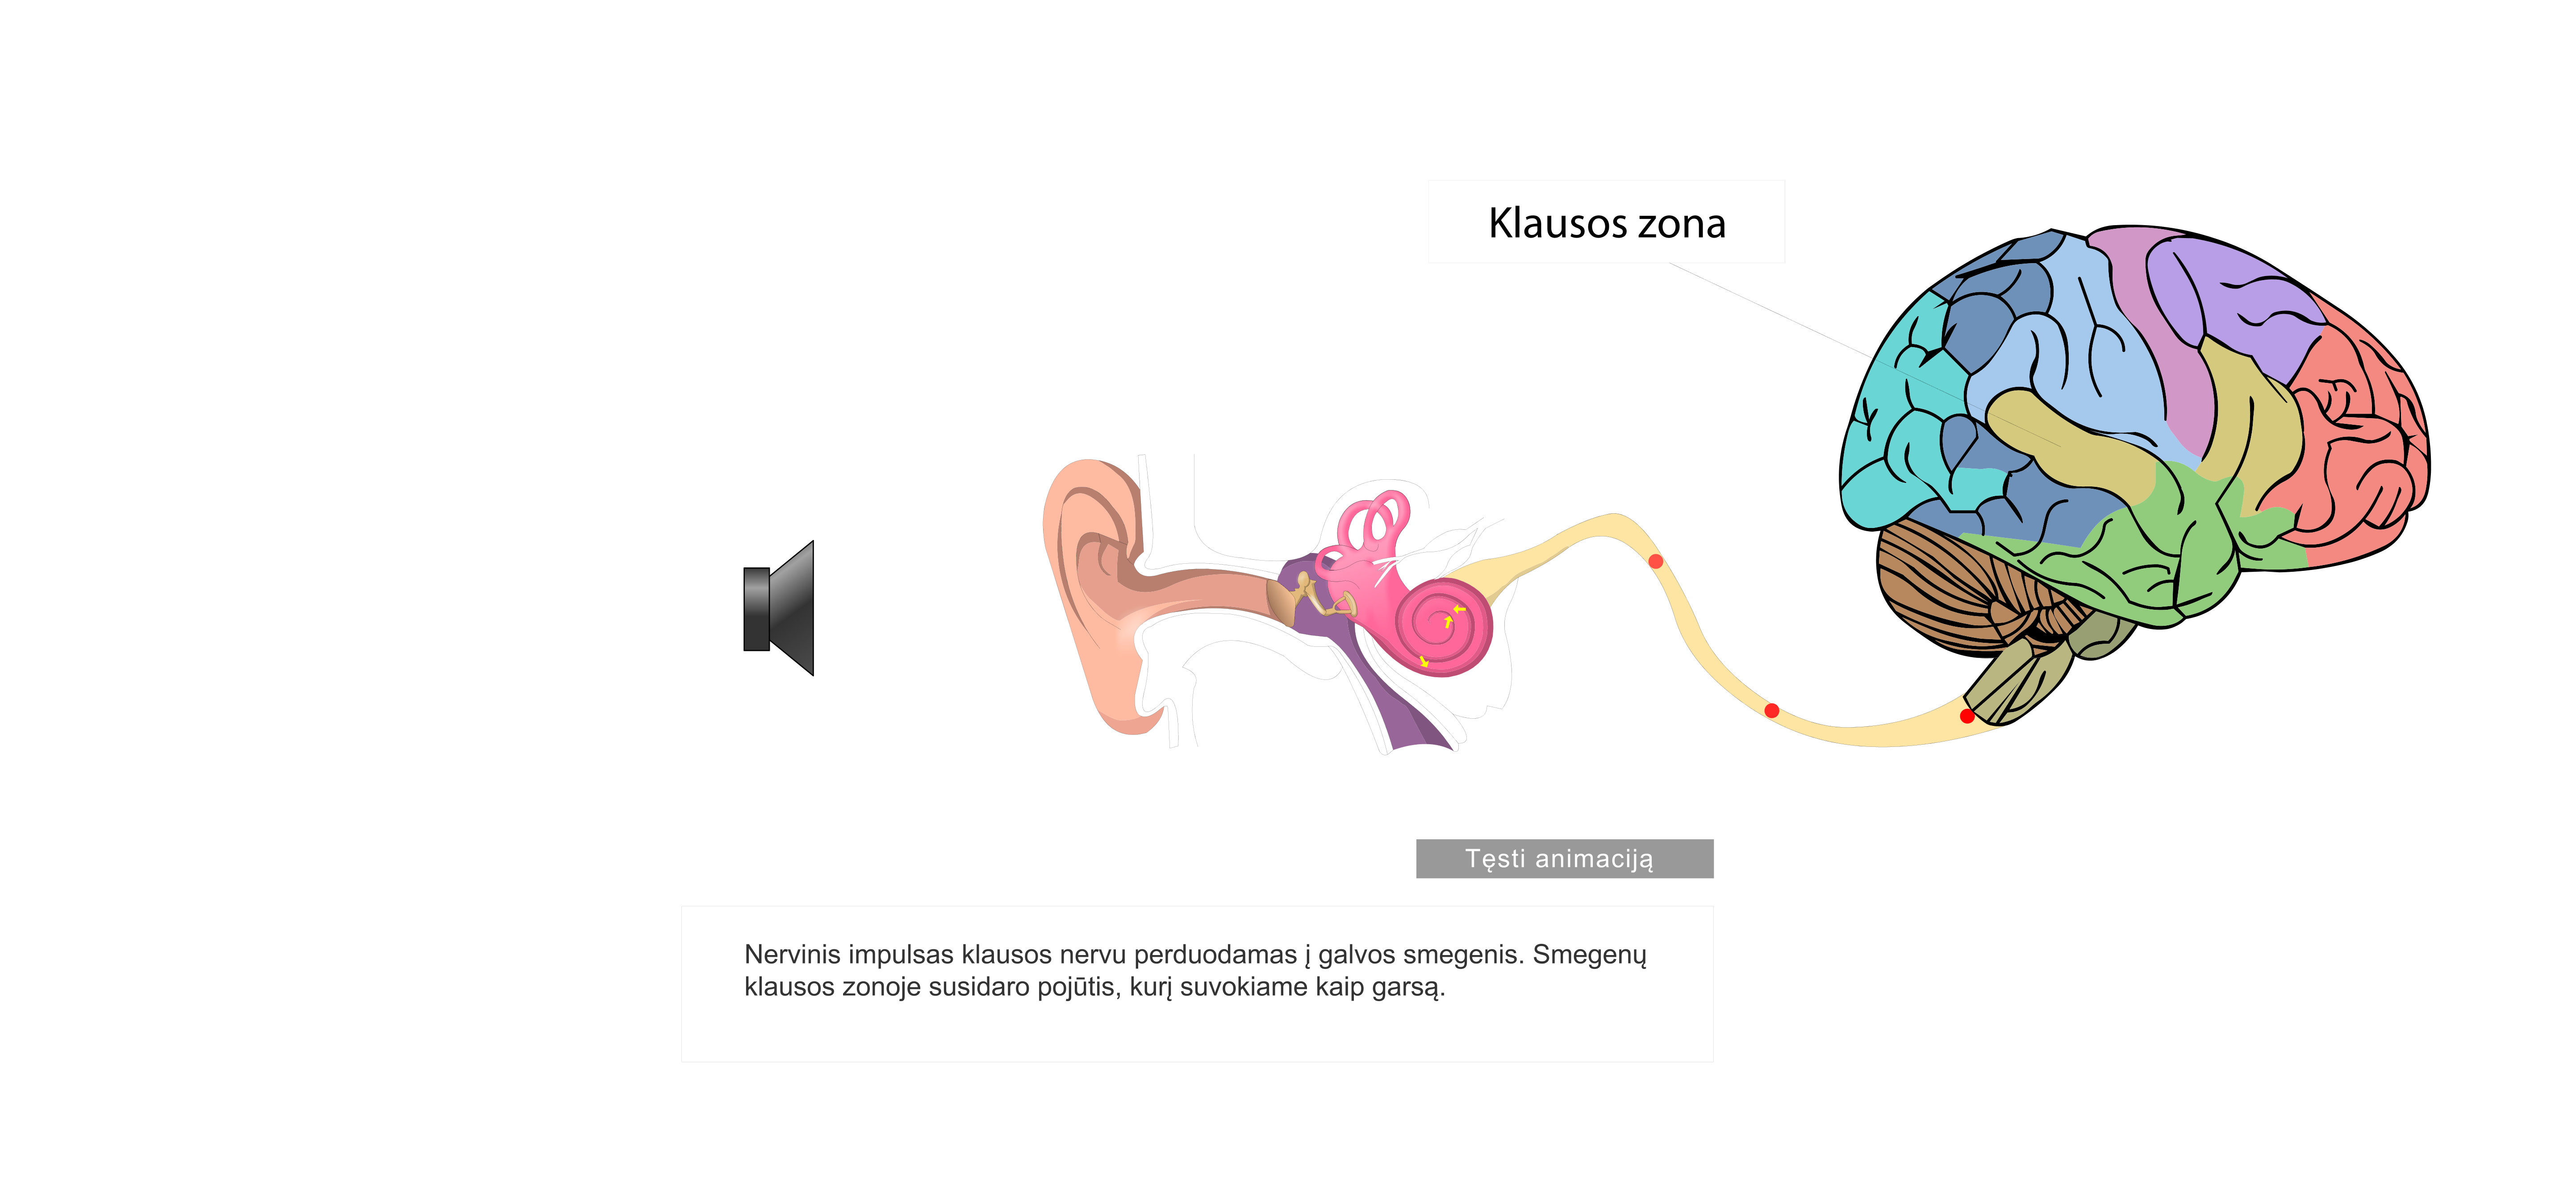 Klausos zona
Tęsti animaciją
Nervinis impulsas klausos nervu perduodamas į galvos smegenis. Smegenų
klausos zonoje susidaro pojūtis, kurį suvokiame kaip garsą.